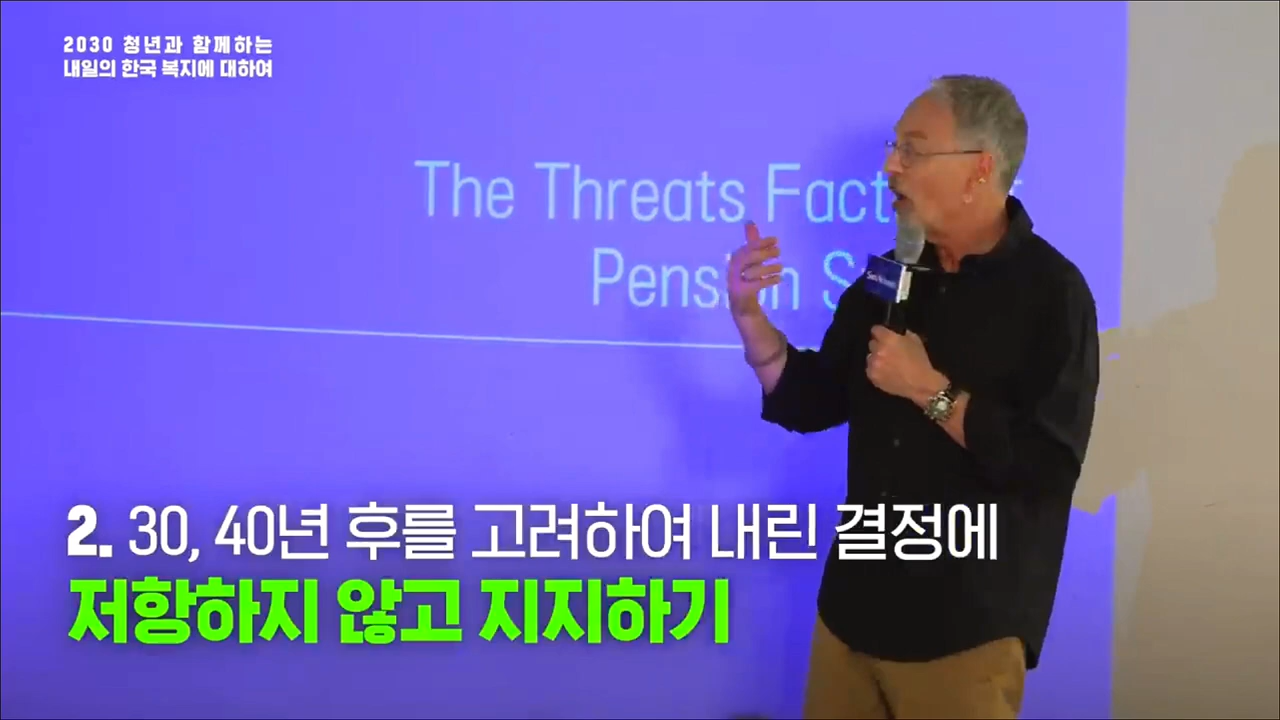 2030 청년과 함께하는
내일의 한국 복지에 대하여
The Threats
Pension
2. 30, 40년 후를 고려하여 내린 결정에
저항하지 않고 지지하기